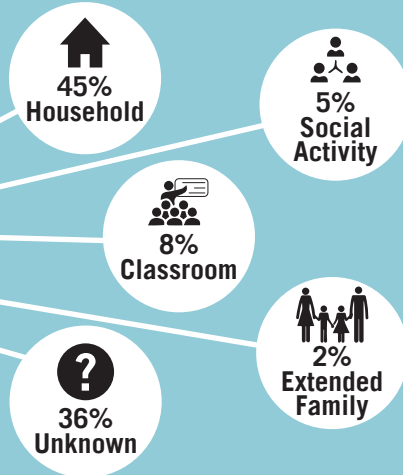 45%
Household
5%
Social
Activity
8%
Classroom
2%
Extended
Family
?
36%
Unknown